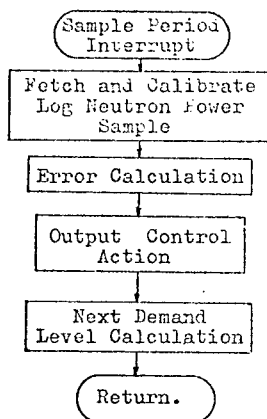 Sample Period
Interrupt
Fetch and Calibrate
Log Neutron Power
Sample
Error Calculation
Output Control
Action
Next Demand
Level Calculation
Return.